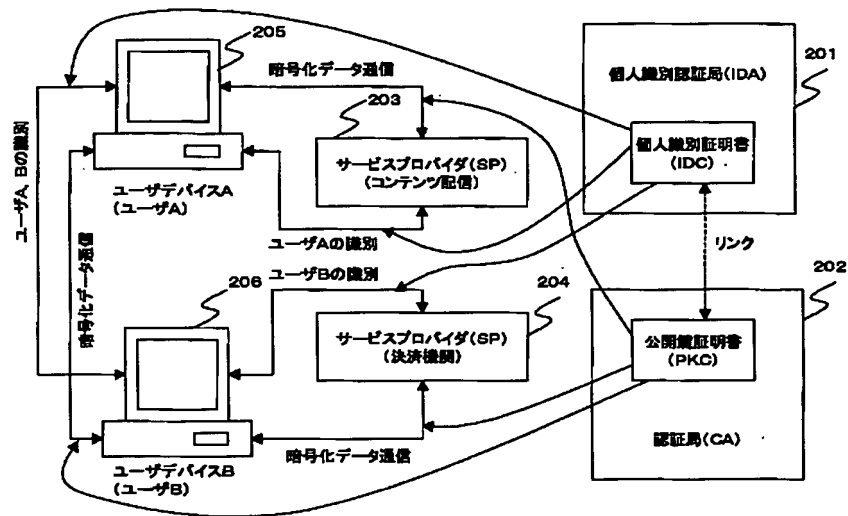 205
暗号化データ通信
203
サービスプロバイダ(SP)
(コンテンツ配信)
ユーザA, Bの識別
ユーザデバイスA
(ユーザA)
ユーザAの識別
暗号化データ通信
個人識別認証局(IDA)
201
個人識別証明書
(IDC)
リンク
206
ユーザBの識別
204
サービスプロバイダ(SP)
(決済機関)
202
公開鍵証明書
(PKC)
認証局(CA)
暗号化データ通信
ユーザデバイスB
(ユーザB)